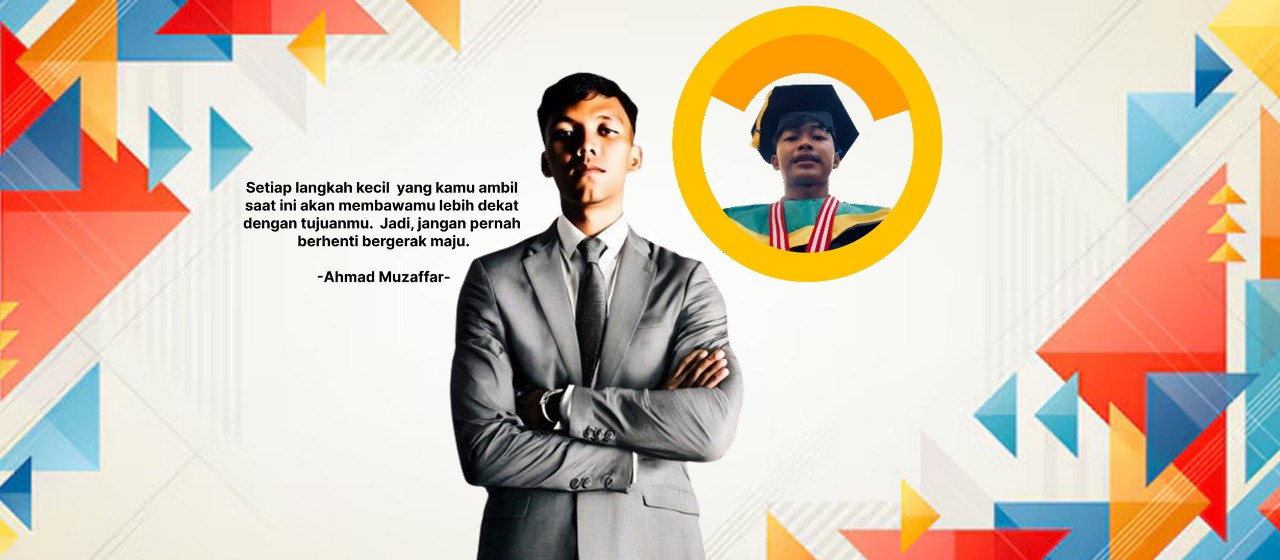 Setiap langkah kecil  yang kamu ambil
saat ini akan membawamu lebih dekat
dengan tujuanmu.  Jadi, jangan pernah
berhenti bergerak maju.
-Ahmad Muzaffar-